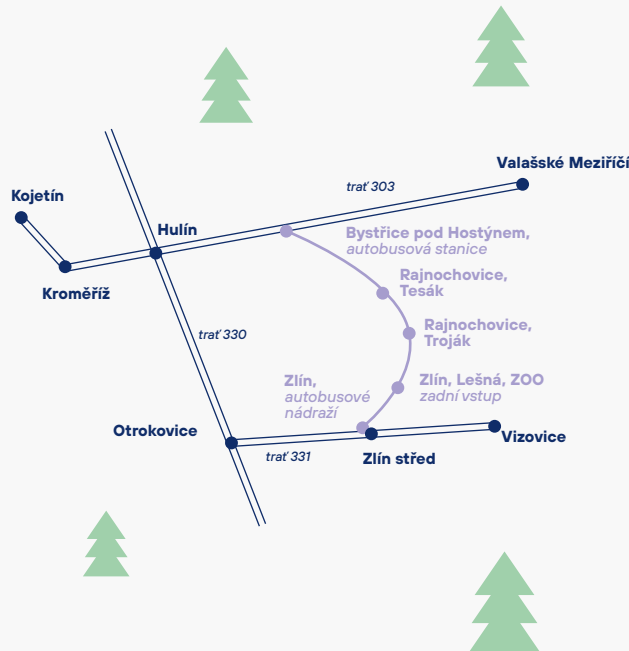 Valašské Meziříčí
trať 303
Kojetín
Hulín
Bystřice pod Hostýnem,
autobusová stanice
Rajnochovice,
Tesák
Kroměříž
Rajnochovice,
Troják
trať 330
Zlín,
autobusové
nádraží
Zlín, Lešná, ZOO
zadní vstup
Otrokovice
Vizovice
trať 331
Zlín střed